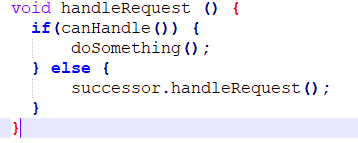 void handleRequest () {
  if(canHandle()) {
      doSomething();
  } else {
      successor.handleRequest();
  }
}